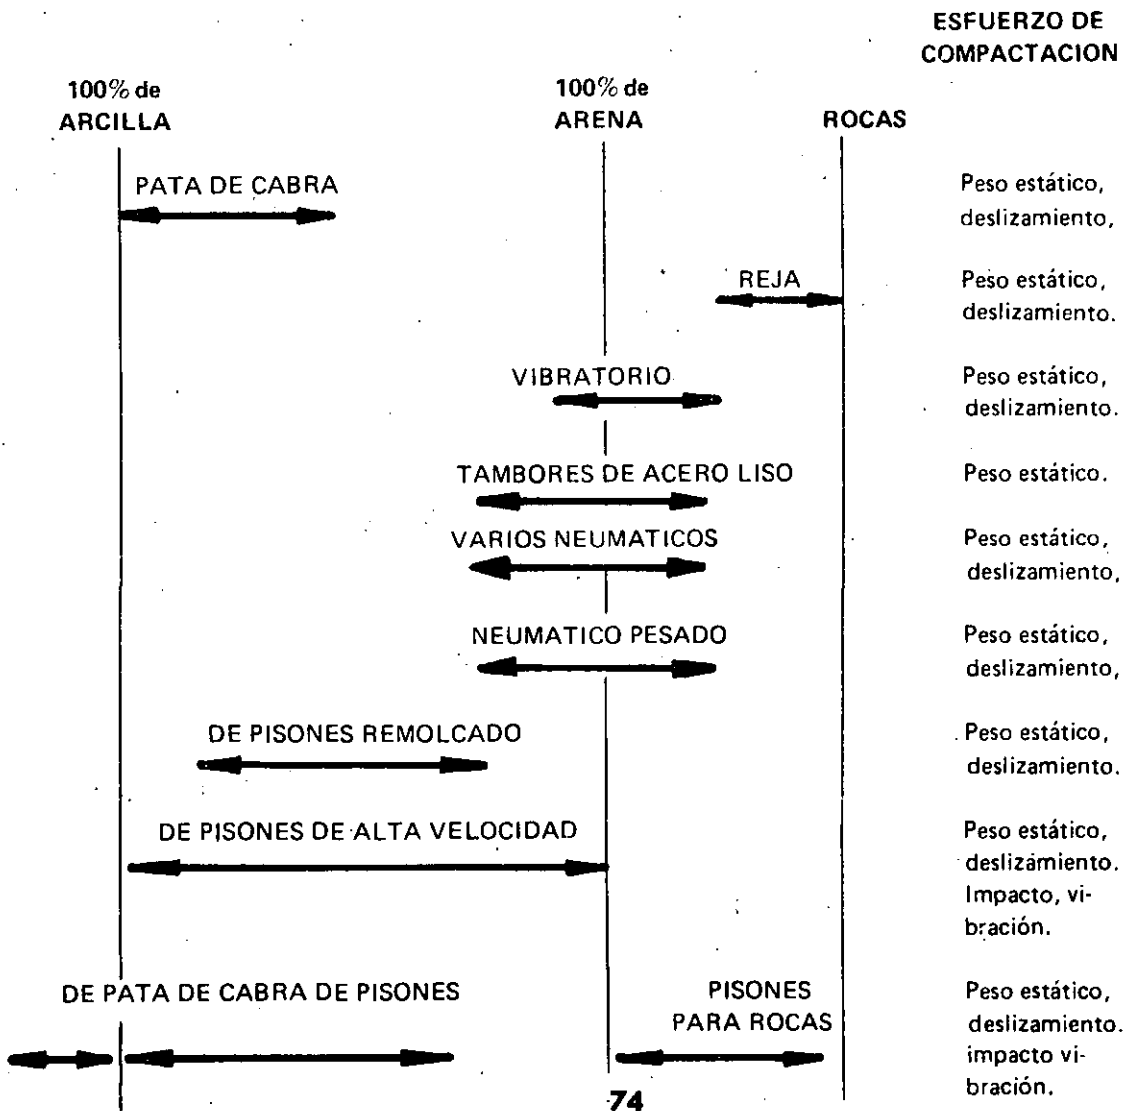 ESFUERZO DE
COMPACTACION
100% de
ARCILLA
100% de
ARENA
ROCAS
PATA DE CABRA
Peso estático,
deslizamiento,
REJA
Peso estático,
deslizamiento.
VIBRATORIO
Peso estático,
deslizamiento.
TAMBORES DE ACERO LISO
Peso estático.
VARIOS NEUMATICOS
Peso estático,
deslizamiento,
NEUMATICO PESADO
Peso estático,
deslizamiento,
DE PISONES REMOLCADO
Peso estático,
deslizamiento.
DE PISONES DE ALTA VELOCIDAD
Peso estático,
deslizamiento.
Impacto, vi-
bración.
DE PATA DE CABRA DE PISONES
PISONES
PARA ROCAS
Peso estático,
deslizamiento.
impacto vi-
bración.
74